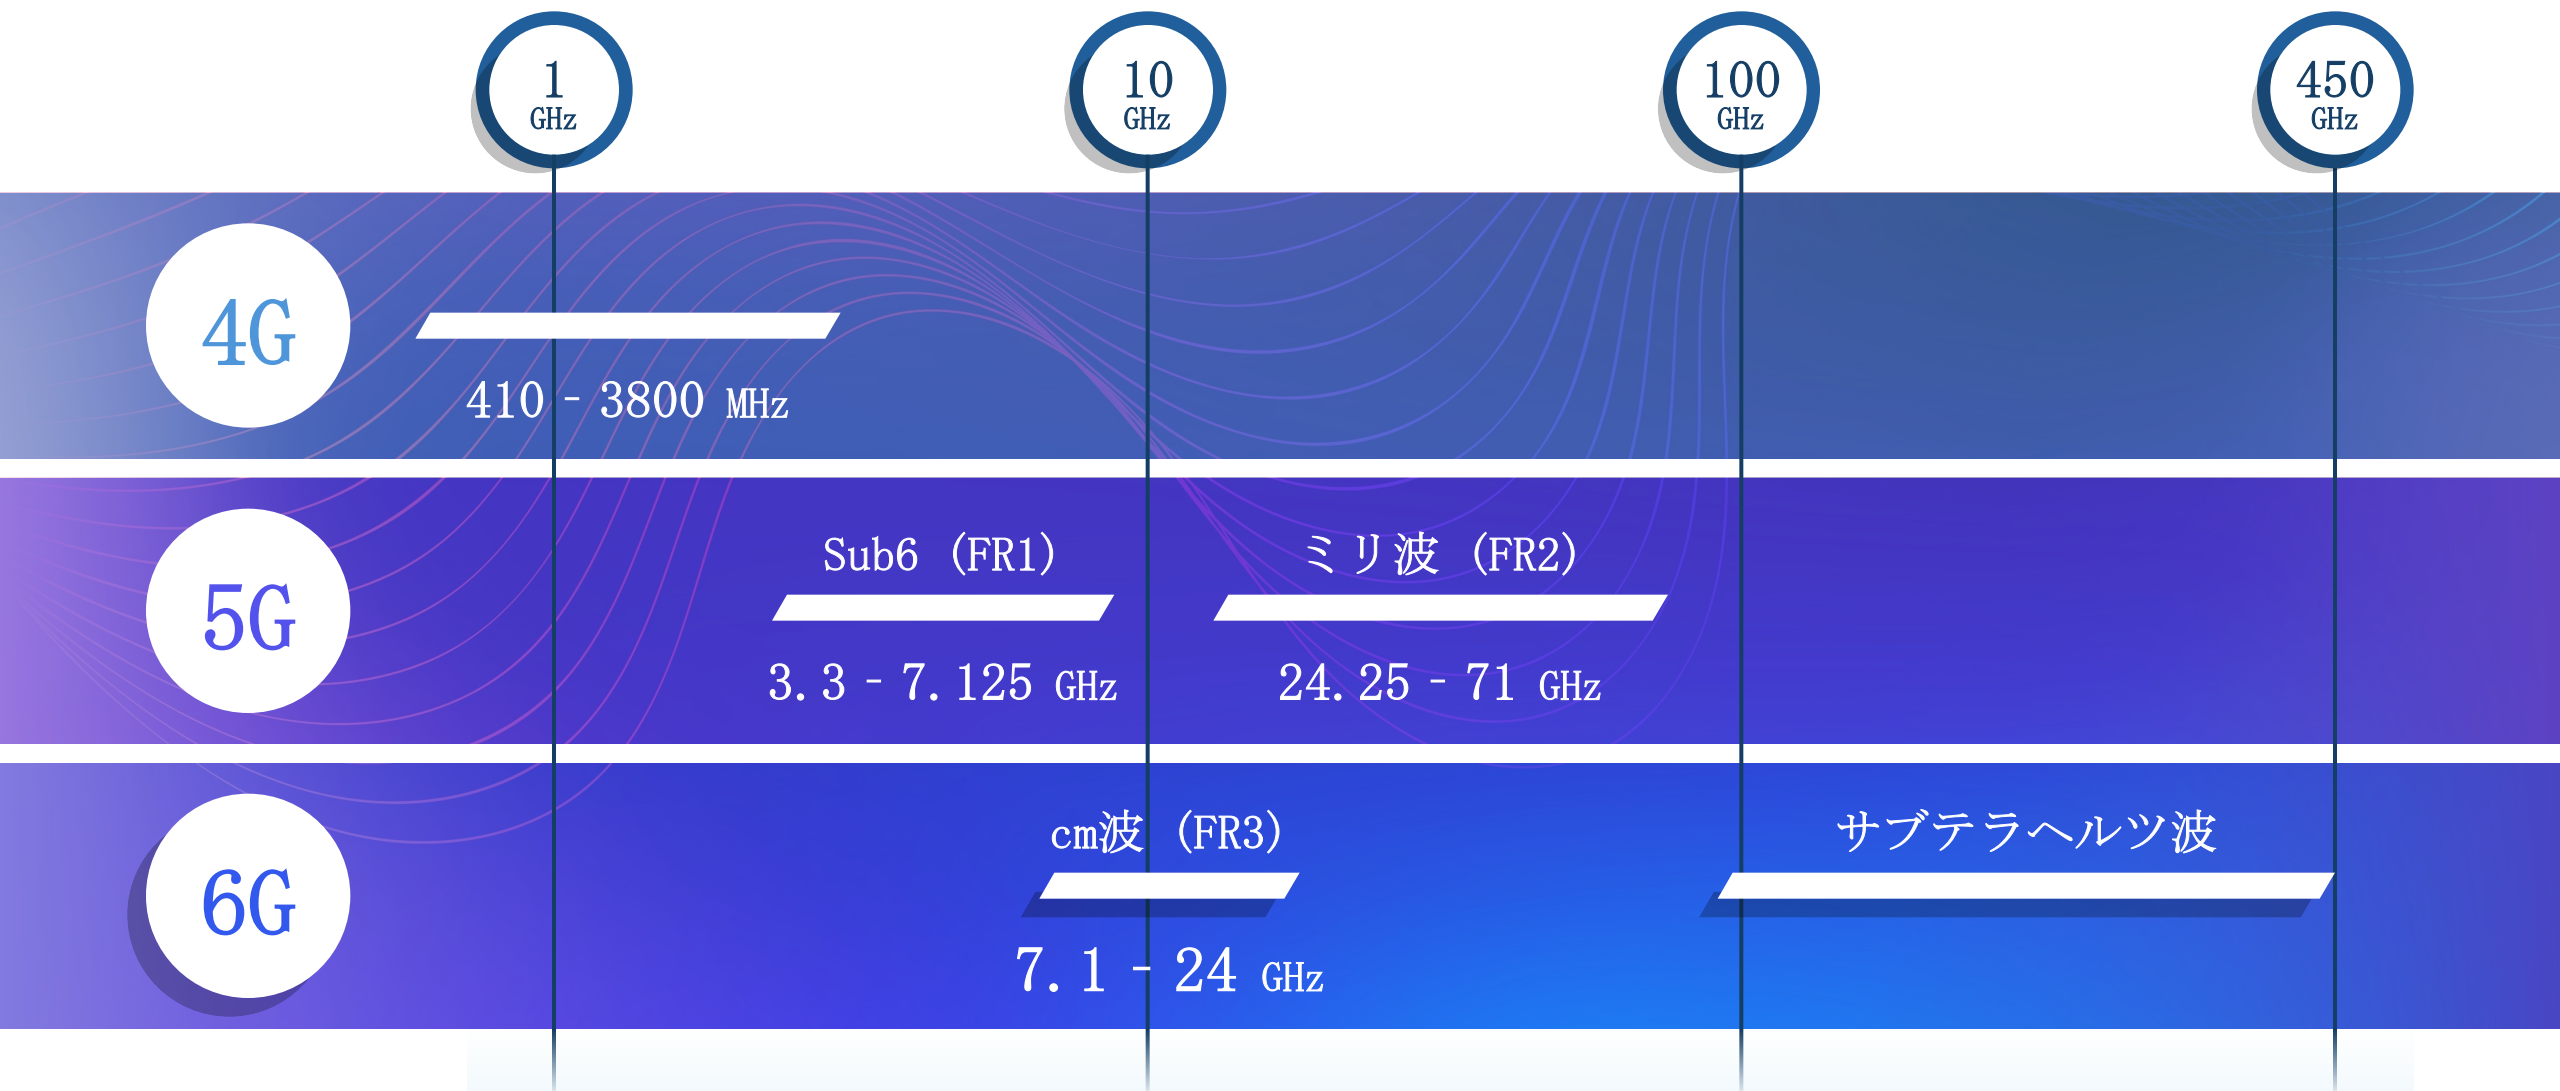 1
GHz
10
GHz
100
GHz
450
GHz
4G
410 - 3800 MHz
5G
Sub6 (FR1)
3.3 - 7.125 GHz
ミリ波 (FR2)
24.25 - 71 GHz
6G
cm波 (FR3)
7.1 - 24 GHz
サブテラヘルツ波